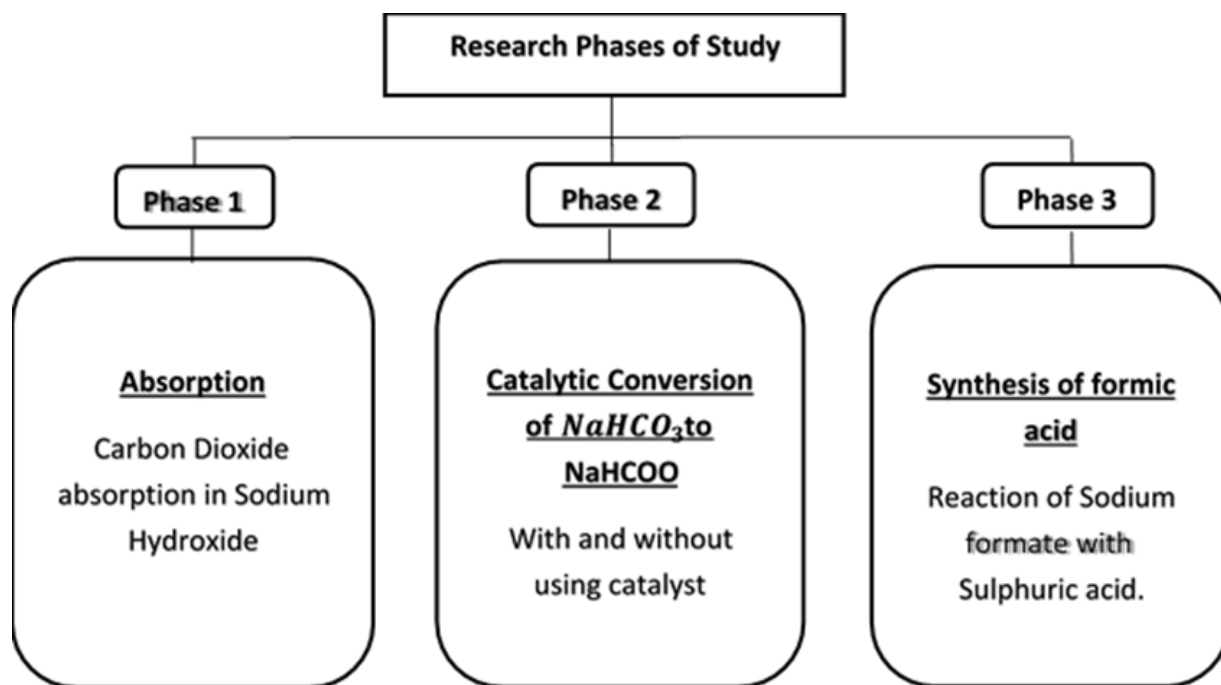 Research Phases of Study
Phase 1
Phase 2
Phase 3
Absorption
Carbon Dioxide
absorption in Sodium
Hydroxide
Catalytic Conversion
of NaHCO₃to
NaHCOO
With and without
using catalyst
Synthesis of formic
acid
Reaction of Sodium
formate with
Sulphuric acid.